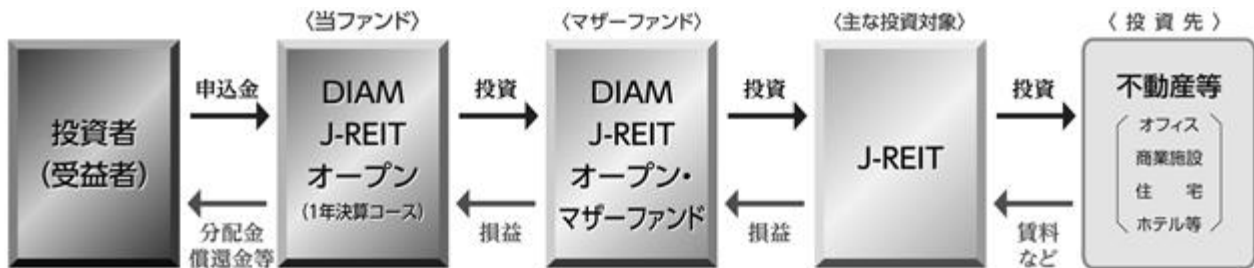 〈当ファンド〉
〈マザーファンド〉
〈主な投資対象〉
〈投資先〉
投資者
(受益者)
申込金
分配金
償還金等
DIAM
J-REIT
オープン
(1年決算コース)
投資
損益
DIAM
J-REIT
オープン・
マザーファンド
投資
損益
J-REIT
投資
賃料
など
不動産等
オフィス
商業施設
住 宅
ホテル等